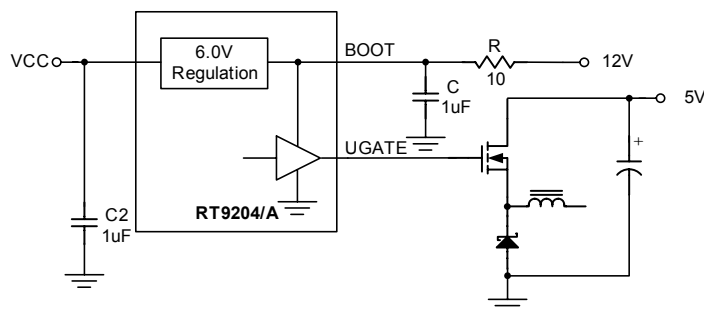 VCC
6.0V
Regulation
BOOT
R
10
12V
C
1uF
5V
UGATE
+
RT9204/A
C2
1uF